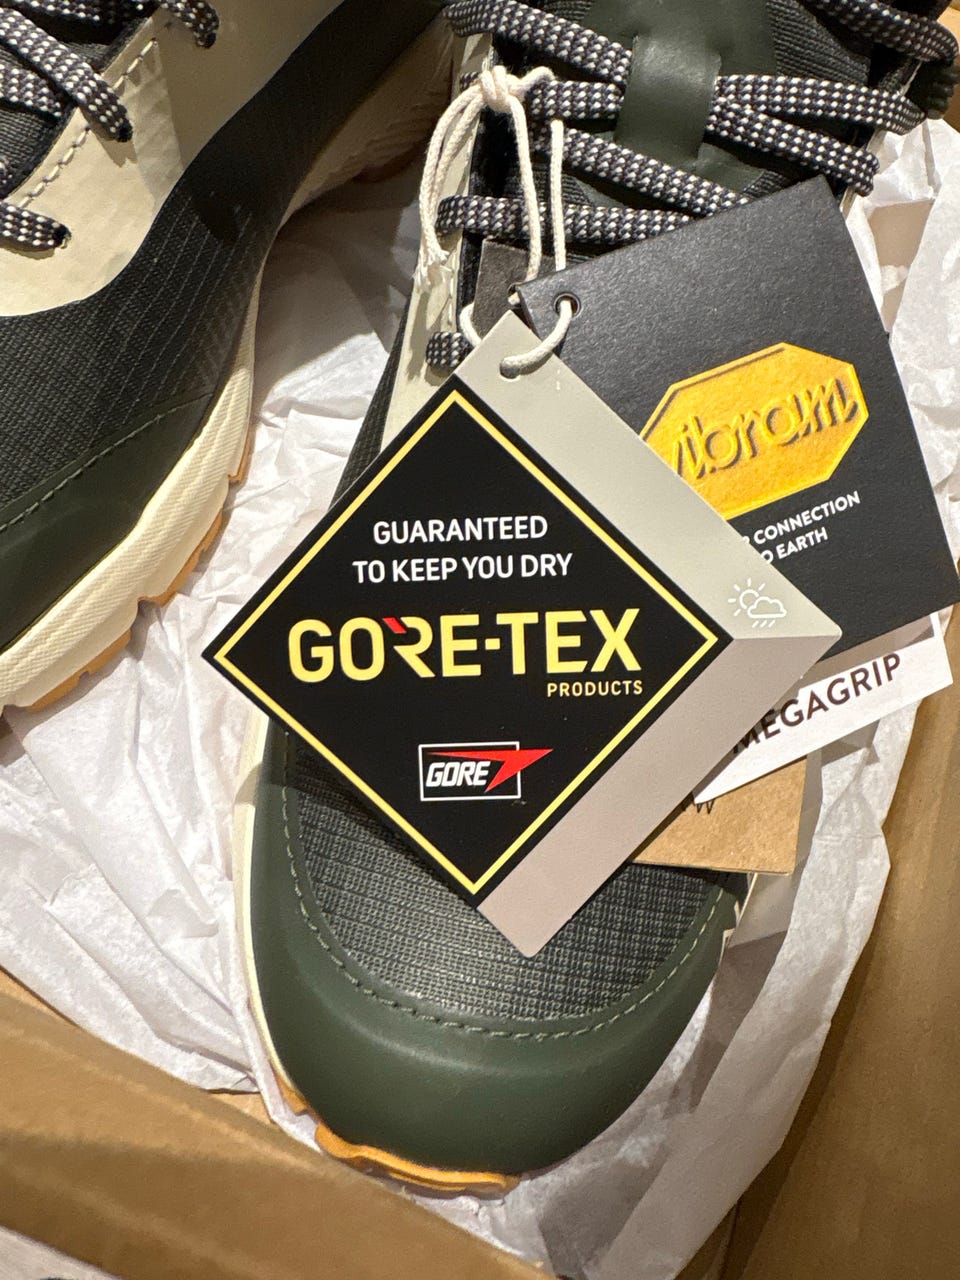 GUARANTEED
TO KEEP YOU DRY
GORE-TEX
PRODUCTS
GORE
vibram
CONNECTION
EARTH
MEGAGRIP